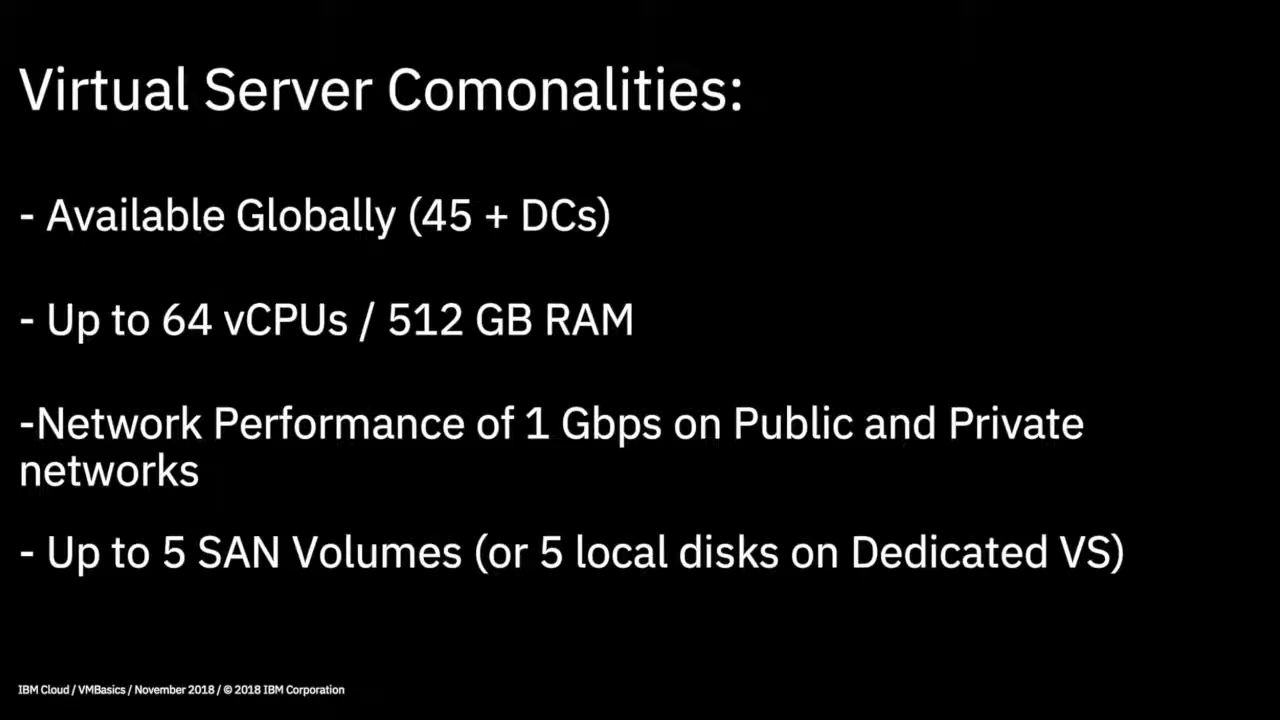 Virtual Server Comonalities:
- Available Globally (45 + DCs)
- Up to 64 vCPUs / 512 GB RAM
-Network Performance of 1 Gbps on Public and Private
networks
- Up to 5 SAN Volumes (or 5 local disks on Dedicated VS)
IBM Cloud / VMBasics / November 2018 / © 2018 IBM Corporation